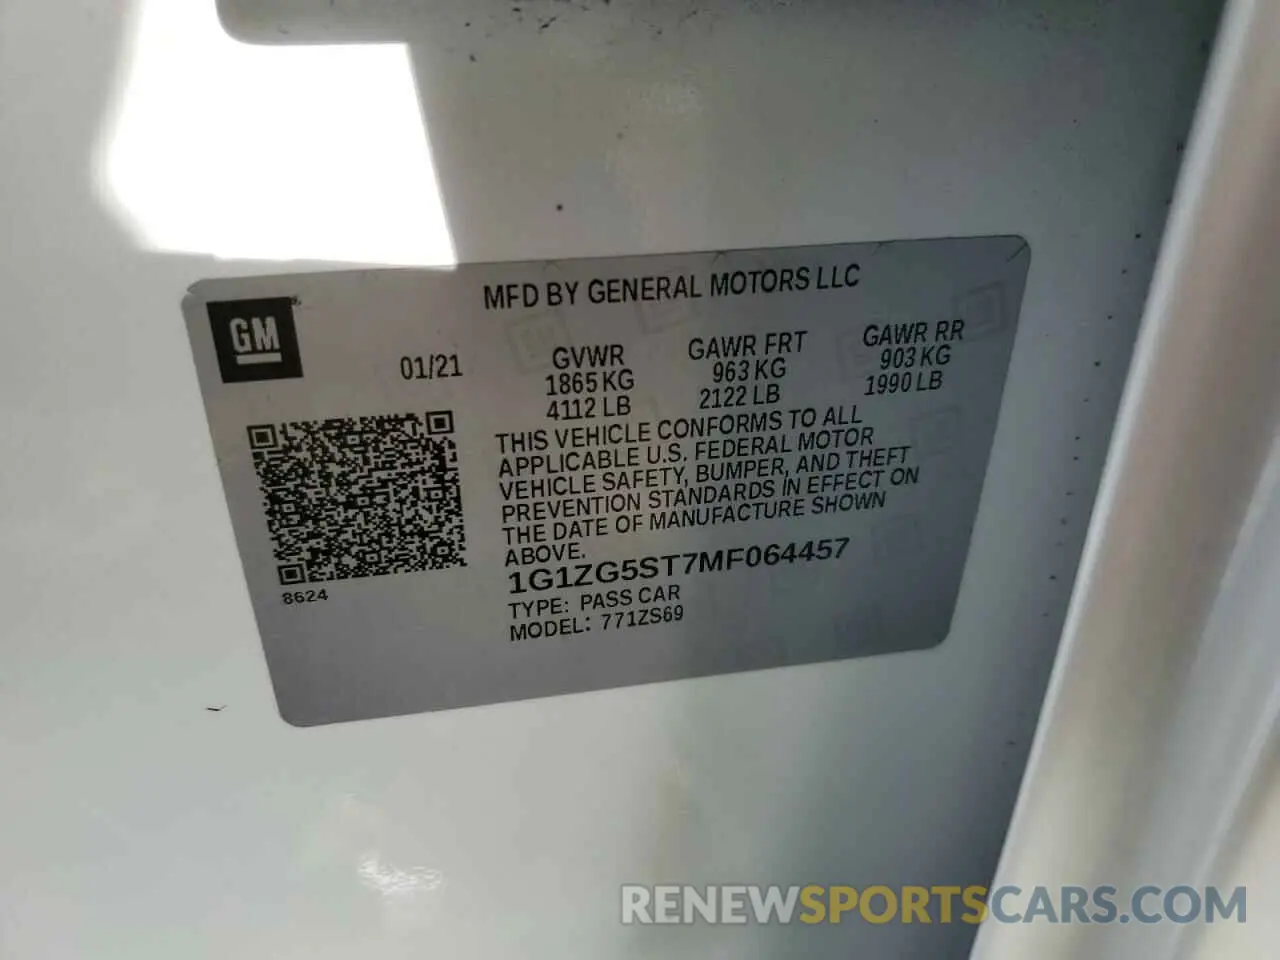 MFD BY GENERAL MOTORS LLC
GM
01/21
GVWR
1865 KG
4112 LB
GAWR FRT
963 KG
2122 LB
GAWR RR
903 KG
1990 LB
THIS VEHICLE CONFORMS TO ALL
APPLICABLE U.S. FEDERAL MOTOR
VEHICLE SAFETY, BUMPER, AND THEFT
PREVENTION STANDARDS IN EFFECT ON
THE DATE OF MANUFACTURE SHOWN
ABOVE.
1G1ZG5ST7MF064457
TYPE: PASS CAR
MODEL: 771ZS69
8624
RENEWSPORTSCARS.COM